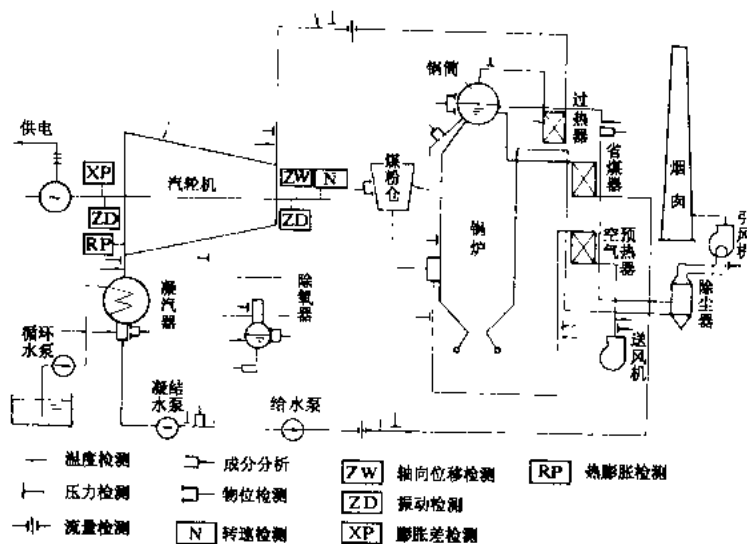 锅筒
过热器
供电
XP
汽轮机
ZW
N
煤粉仓
省煤器
烟囱
引风机
ZD
ZD
RP
锅炉
空气预热器
凝汽器
除氧器
除尘器
循环水泵
送风机
凝结水泵
给水泵
温度检测
成分分析
ZW 轴向位移检测
RP 热膨胀检测
压力检测
物位检测
ZD 振动检测
流量检测
N 转速检测
XP 膨胀差检测